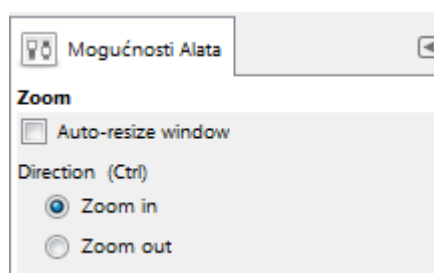 Mogućnosti Alata
Zoom
Auto-resize window
Direction (Ctrl)
Zoom in
Zoom out